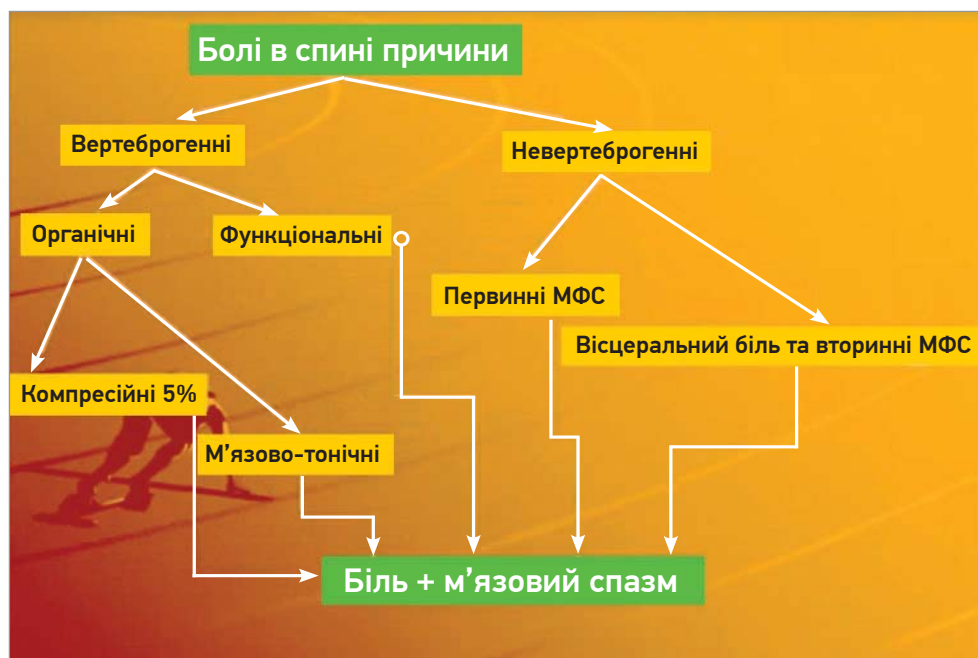 Болі в спині причини
Вертеброгенні
Невертеброгенні
Органічні
Функціональні
Первинні МФС
Вісцеральний біль та вторинні МФС
Компресійні 5%
М’язово-тонічні
Біль + м’язовий спазм